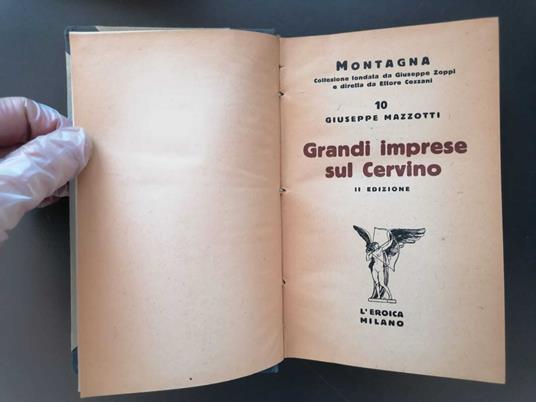 MONTAGNA
Collezione fondata da Giuseppe Zoppi
e diretta da Ettore Cozzani
10
GIUSEPPE MAZZOTTI
Grandi imprese
sul Cervino
II EDIZIONE
L'EROICA
MILANO